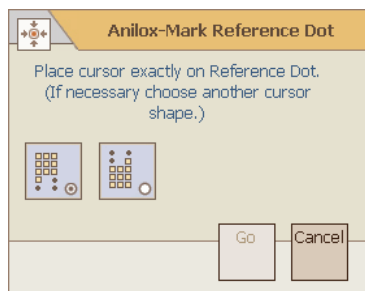 Anilox-Mark Reference Dot
Place cursor exactly on Reference Dot.
(If necessary choose another cursor
shape.)
Go
Cancel